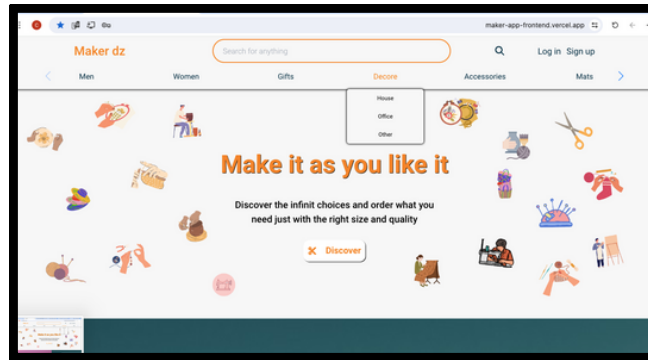 maker-app-frontend.vercel.app
Maker dz
Search for anything
Log in Sign up
Men Women Gifts Decore Accessories Mats
House
Office
Other
Make it as you like it
Discover the infinit choices and order what you
need just with the right size and quality
Discover